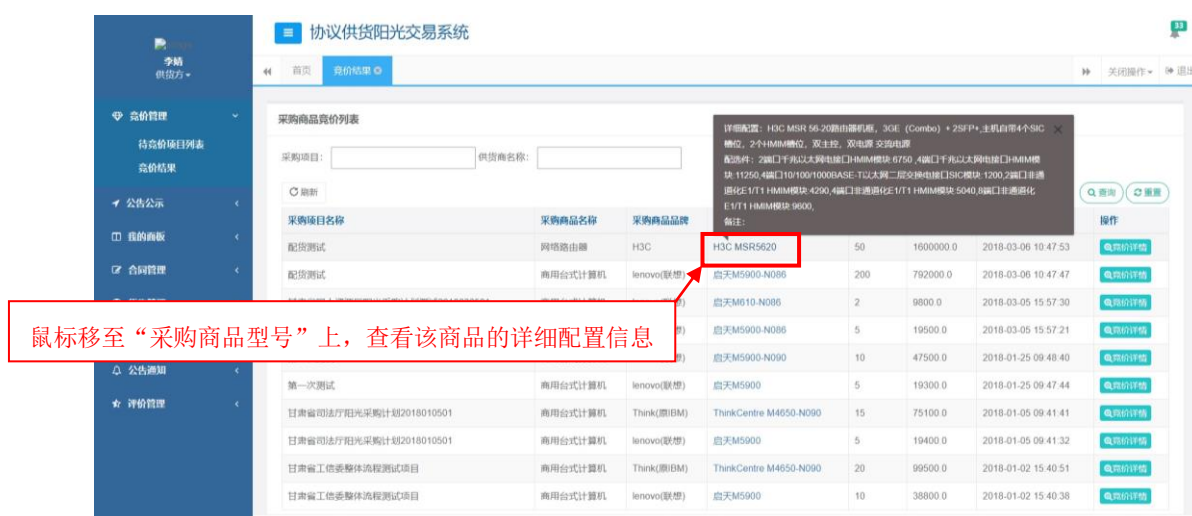 协议供货阳光交易系统
33
李婧
供货方
首页
竞价结果
关闭操作
退出
竞价管理
待竞价项目列表
竞价结果
公告公示
我的商板
合同管理
公告通知
评价管理
采购商品竞价列表
采购项目:
供货商名称:
刷新
查询
重置
详细配置: H3C MSR 56-20路由器机框, 3GE (Combo) + 2SFP+,主机自带4个SIC
槽位, 2个HMIM槽位, 双主控, 双电源 交流电源
配选件: 2端口千兆以太网电接口HMIM模块:6750 ,4端口千兆以太网电接口HMIM模
块:11250,4端口10/100/1000BASE-T以太网二层交换电接口SIC模块:1200,2端口非通
道化E1/T1 HMIM模块:4290,4端口非通道化E1/T1 HMIM模块:5040,8端口非通道化
E1/T1 HMIM模块:9600,
备注:
采购项目名称 采购商品名称 采购商品品牌 操作
配货测试 网络路由器 H3C H3C MSR5620 50 1600000.0 2018-03-06 10:47:53 竞价详情
配货测试 商用台式计算机 lenovo(联想) 启天M5900-N086 200 792000.0 2018-03-06 10:47:47 竞价详情
启天M610-N086 2 9800.0 2018-03-05 15:57:30 竞价详情
鼠标移至“采购商品型号”上，查看该商品的详细配置信息
启天M5900-N086 5 19500.0 2018-03-05 15:57:21 竞价详情
启天M5900-N090 10 47500.0 2018-01-25 09:48:40 竞价详情
第一次测试 商用台式计算机 lenovo(联想) 启天M5900 5 19300.0 2018-01-25 09:47:44 竞价详情
甘肃省司法厅阳光采购计划2018010501 商用台式计算机 Think(原IBM) ThinkCentre M4650-N090 15 75100.0 2018-01-05 09:41:41 竞价详情
甘肃省司法厅阳光采购计划2018010501 商用台式计算机 lenovo(联想) 启天M5900 5 19400.0 2018-01-05 09:41:32 竞价详情
甘肃省工信委整体流程测试项目 商用台式计算机 Think(原IBM) ThinkCentre M4650-N090 20 99500.0 2018-01-02 15:40:51 竞价详情
甘肃省工信委整体流程测试项目 商用台式计算机 lenovo(联想) 启天M5900 10 38800.0 2018-01-02 15:40:38 竞价详情